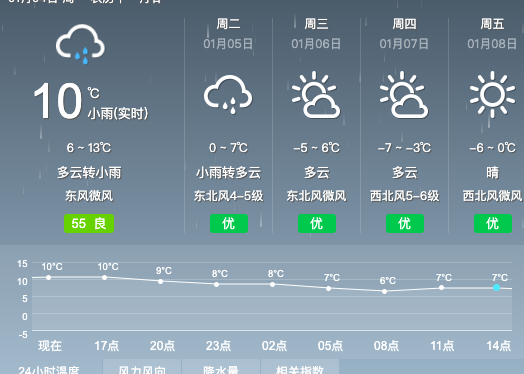 10
℃
小雨(实时)
6 ~ 13℃
多云转小雨
东风微风
55 良
周二
01月05日
0 ~ 7℃
小雨转多云
东北风4-5级
优
周三
01月06日
-5 ~ 6℃
多云
东北风微风
优
周四
01月07日
-7 ~ -3℃
多云
西北风5-6级
优
周五
01月08日
-6 ~ 0℃
晴
西北风微风
优
15
10
5
0
-5
10°C
10°C
9°C
8°C
8°C
7°C
6°C
7°C
7°C
现在
17点
20点
23点
02点
05点
08点
11点
14点
24小时温度
风力风向
降水量
相关指数